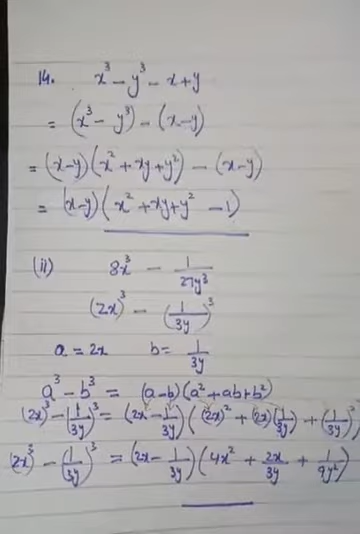 14. x³ - y³ - x + y
= (x³ - y³) - (x-y)
= (x-y)(x² + xy + y²) - (x-y)
= (x-y)(x² + xy + y² - 1)
(ii) 8x³ - 1/27y³
(2x)³ - (1/3y)³
a = 2x b = 1/3y
a³ - b³ = (a-b)(a² + ab + b²)
(2x)³ - (1/3y)³ = (2x - 1/3y)((2x)² + (2x)(1/3y) + (1/3y)²)
(2x)³ - (1/3y)³ = (2x - 1/3y)(4x² + 2x/3y + 1/9y²)